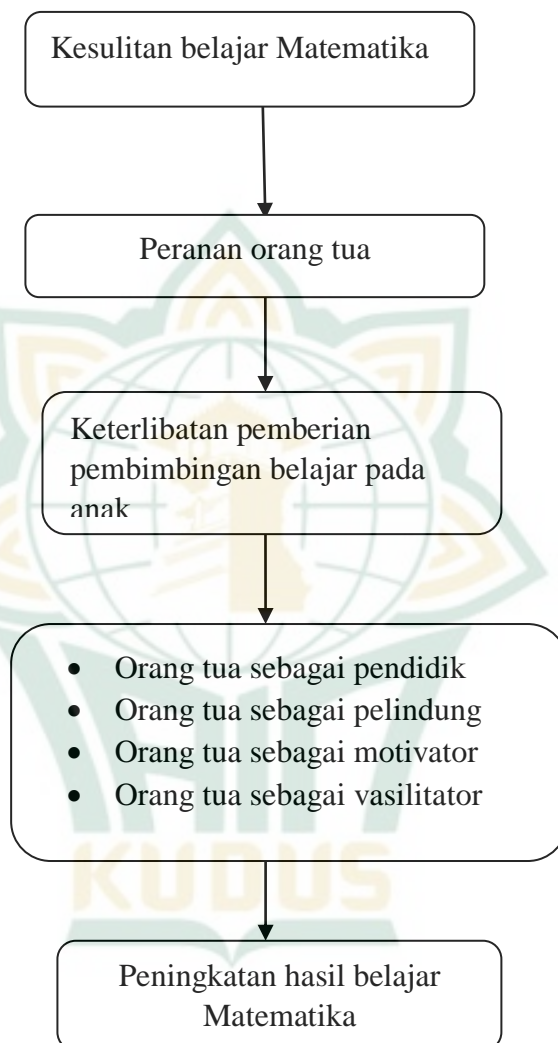 Kesulitan belajar Matematika
Peranan orang tua
Keterlibatan pemberian
pembimbingan belajar pada
anak
• Orang tua sebagai pendidik
• Orang tua sebagai pelindung
• Orang tua sebagai motivator
• Orang tua sebagai vasilitator
KUDUS
Peningkatan hasil belajar
Matematika